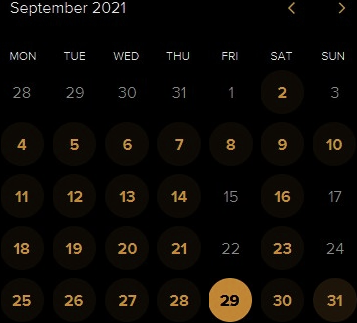 September 2021
MON TUE WED THU FRI SAT SUN
28 29 30 31 1 2 3
4 5 6 7 8 9 10
11 12 13 14 15 16 17
18 19 20 21 22 23 24
25 26 27 28 29 30 31